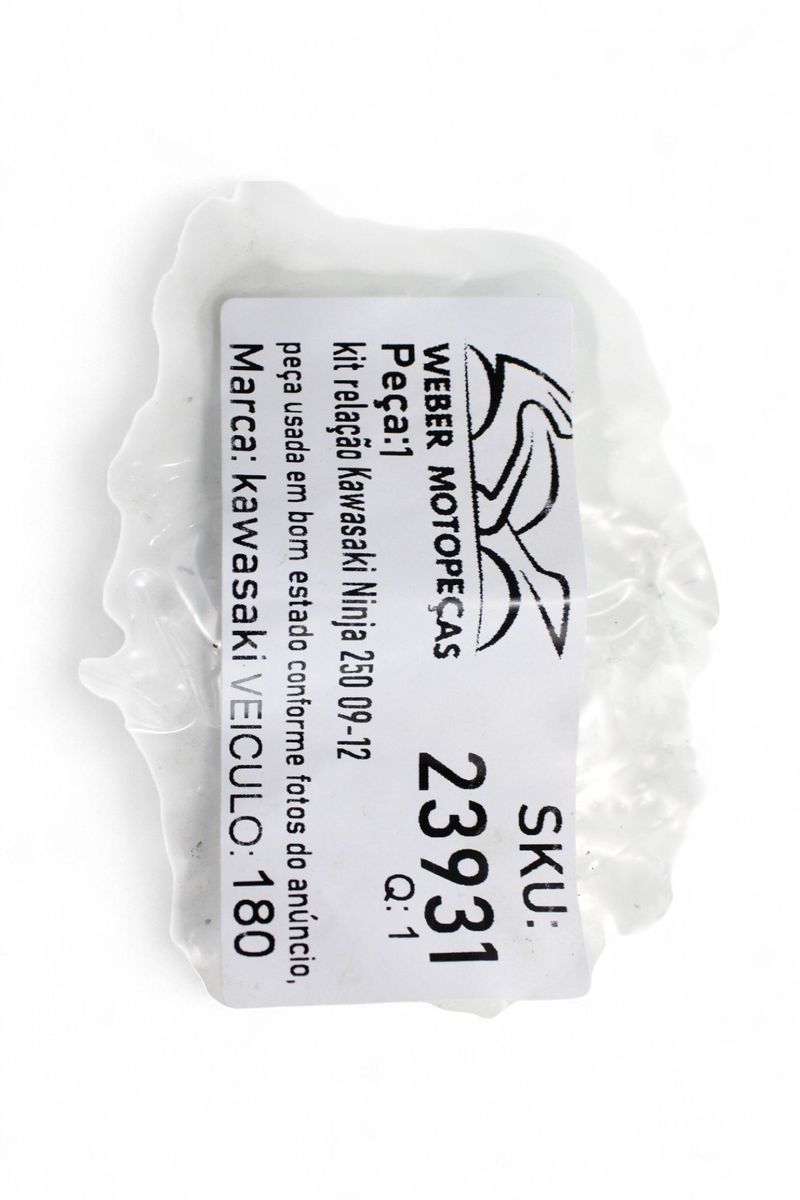 WEBER MOTOPEÇAS
SKU:
23931
Peça:1
Q: 1
kit relação Kawasaki Ninja 250 09-12
peça usada em bom estado conforme fotos do anúncio,
Marca: kawasaki VEICULO: 180